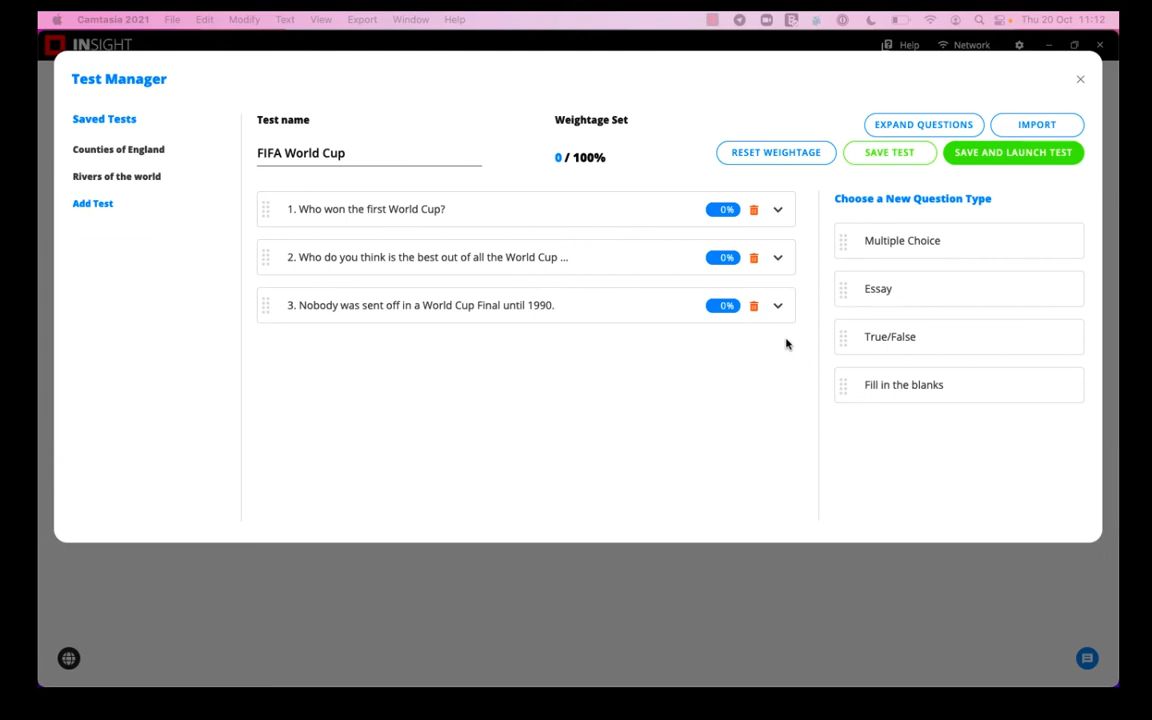 Camtasia 2021 File Edit Modify Text View Export Window Help Thu 20 Oct 11:12
INSIGHT Help Network
Test Manager
Saved Tests
Counties of England
Rivers of the world
Add Test
Test name
FIFA World Cup
Weightage Set
0 / 100%
EXPAND QUESTIONS IMPORT
RESET WEIGHTAGE SAVE TEST SAVE AND LAUNCH TEST
1. Who won the first World Cup? 0%
2. Who do you think is the best out of all the World Cup ... 0%
3. Nobody was sent off in a World Cup Final until 1990. 0%
Choose a New Question Type
Multiple Choice
Essay
True/False
Fill in the blanks